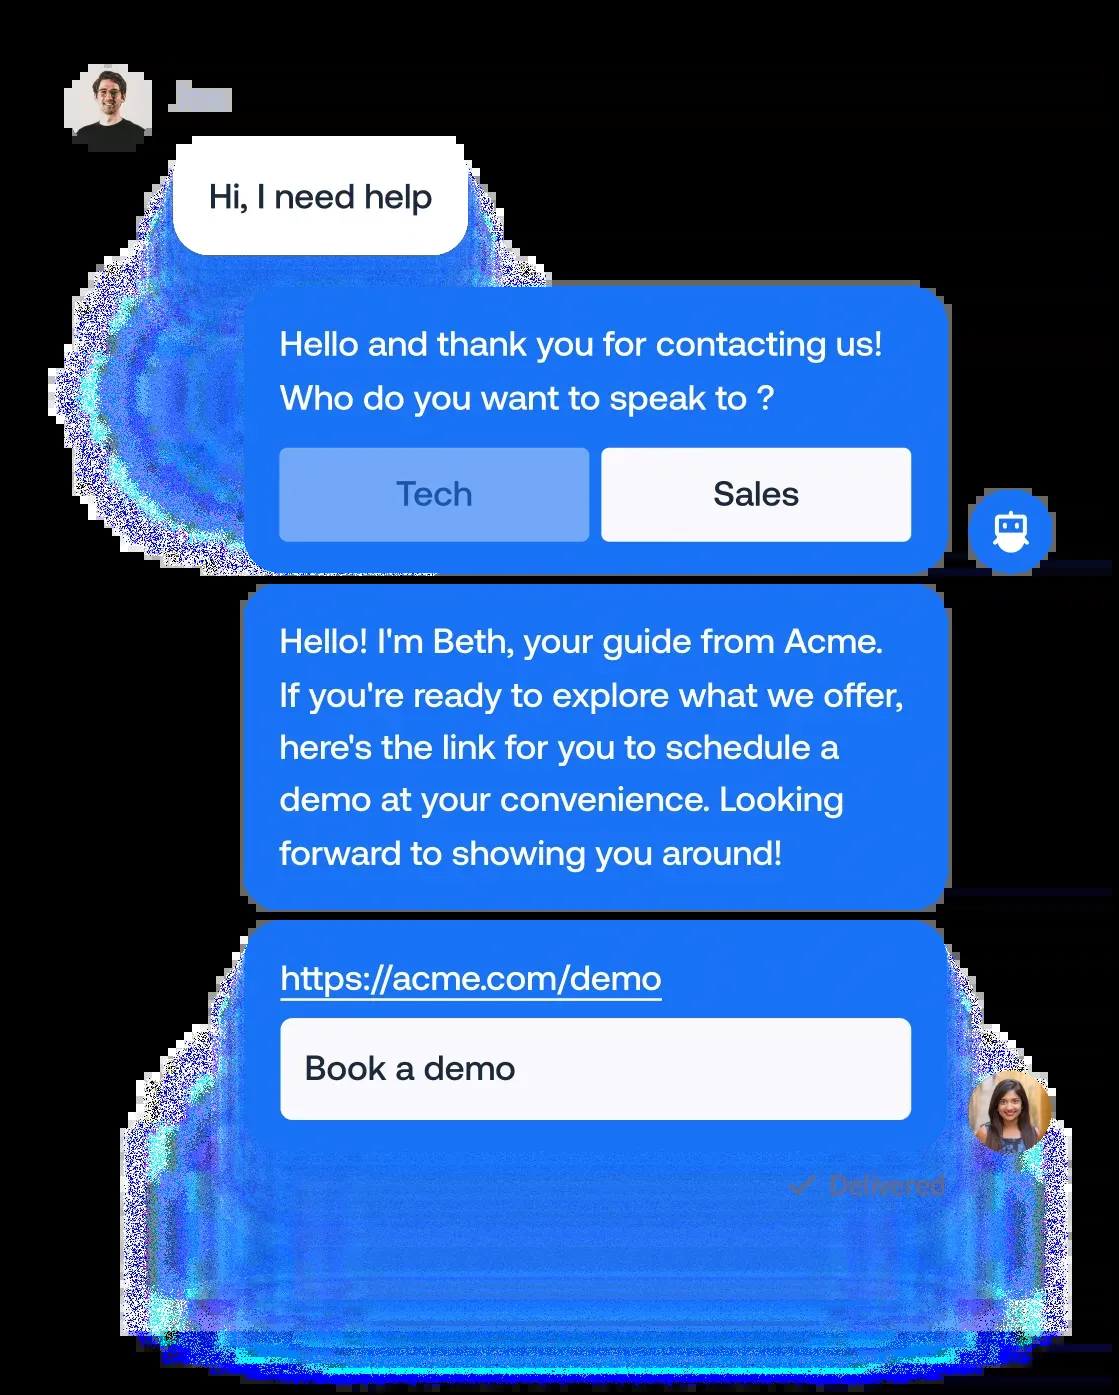 Hi, I need help
Hello and thank you for contacting us!
Who do you want to speak to ?
Tech
Sales
Hello! I'm Beth, your guide from Acme.
If you're ready to explore what we offer,
here's the link for you to schedule a
demo at your convenience. Looking
forward to showing you around!
https://acme.com/demo
Book a demo
Delivered